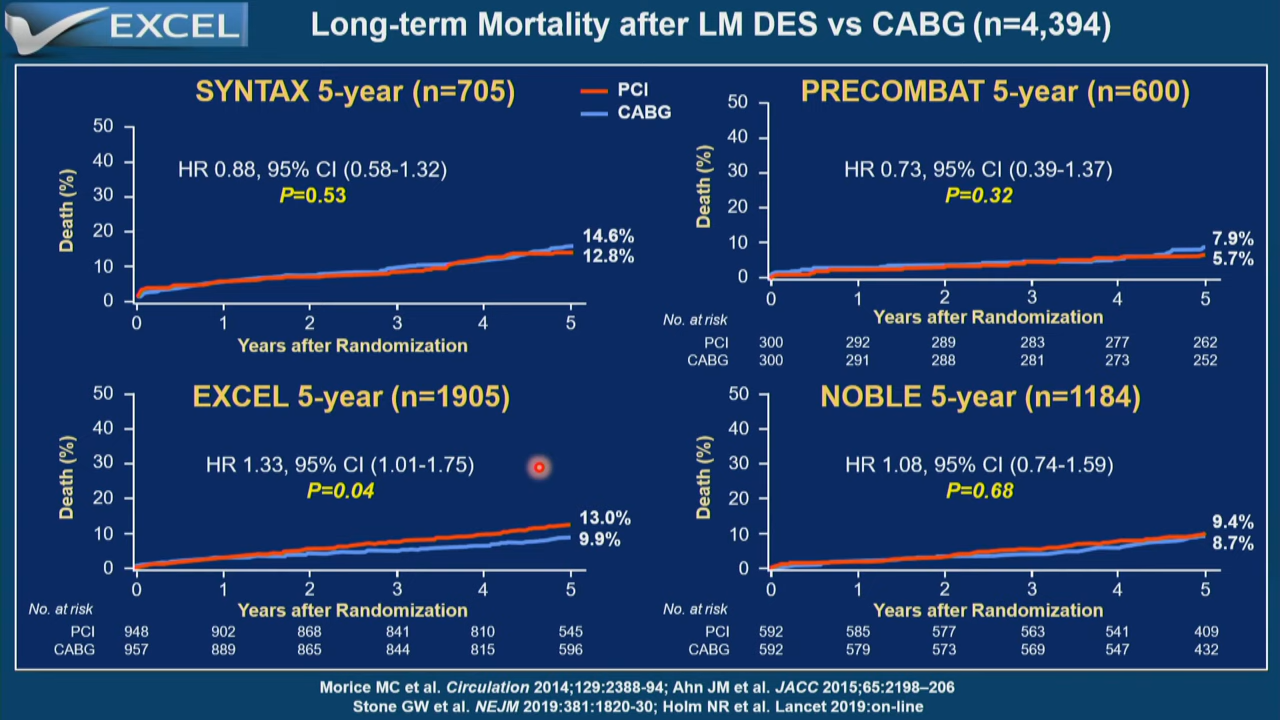 EXCEL
Long-term Mortality after LM DES vs CABG (n=4,394)
SYNTAX 5-year (n=705)
PCI
CABG
Death (%)
50
40
30
20
10
0
HR 0.88, 95% CI (0.58-1.32)
P=0.53
14.6%
12.8%
0 1 2 3 4 5
Years after Randomization
PRECOMBAT 5-year (n=600)
Death (%)
50
40
30
20
10
0
HR 0.73, 95% CI (0.39-1.37)
P=0.32
7.9%
5.7%
0 1 2 3 4 5
Years after Randomization
No. at risk
PCI 300 292 289 283 277 262
CABG 300 291 288 281 273 252
EXCEL 5-year (n=1905)
Death (%)
50
40
30
20
10
0
HR 1.33, 95% CI (1.01-1.75)
P=0.04
13.0%
9.9%
0 1 2 3 4 5
Years after Randomization
No. at risk
PCI 948 902 868 841 810 545
CABG 957 889 865 844 815 596
NOBLE 5-year (n=1184)
Death (%)
50
40
30
20
10
0
HR 1.08, 95% CI (0.74-1.59)
P=0.68
9.4%
8.7%
0 1 2 3 4 5
Years after Randomization
No. at risk
PCI 592 585 577 563 541 409
CABG 592 579 573 569 547 432
Morice MC et al. Circulation 2014;129:2388-94; Ahn JM et al. JACC 2015;65:2198–206
Stone GW et al. NEJM 2019:381:1820-30; Holm NR et al. Lancet 2019:on-line